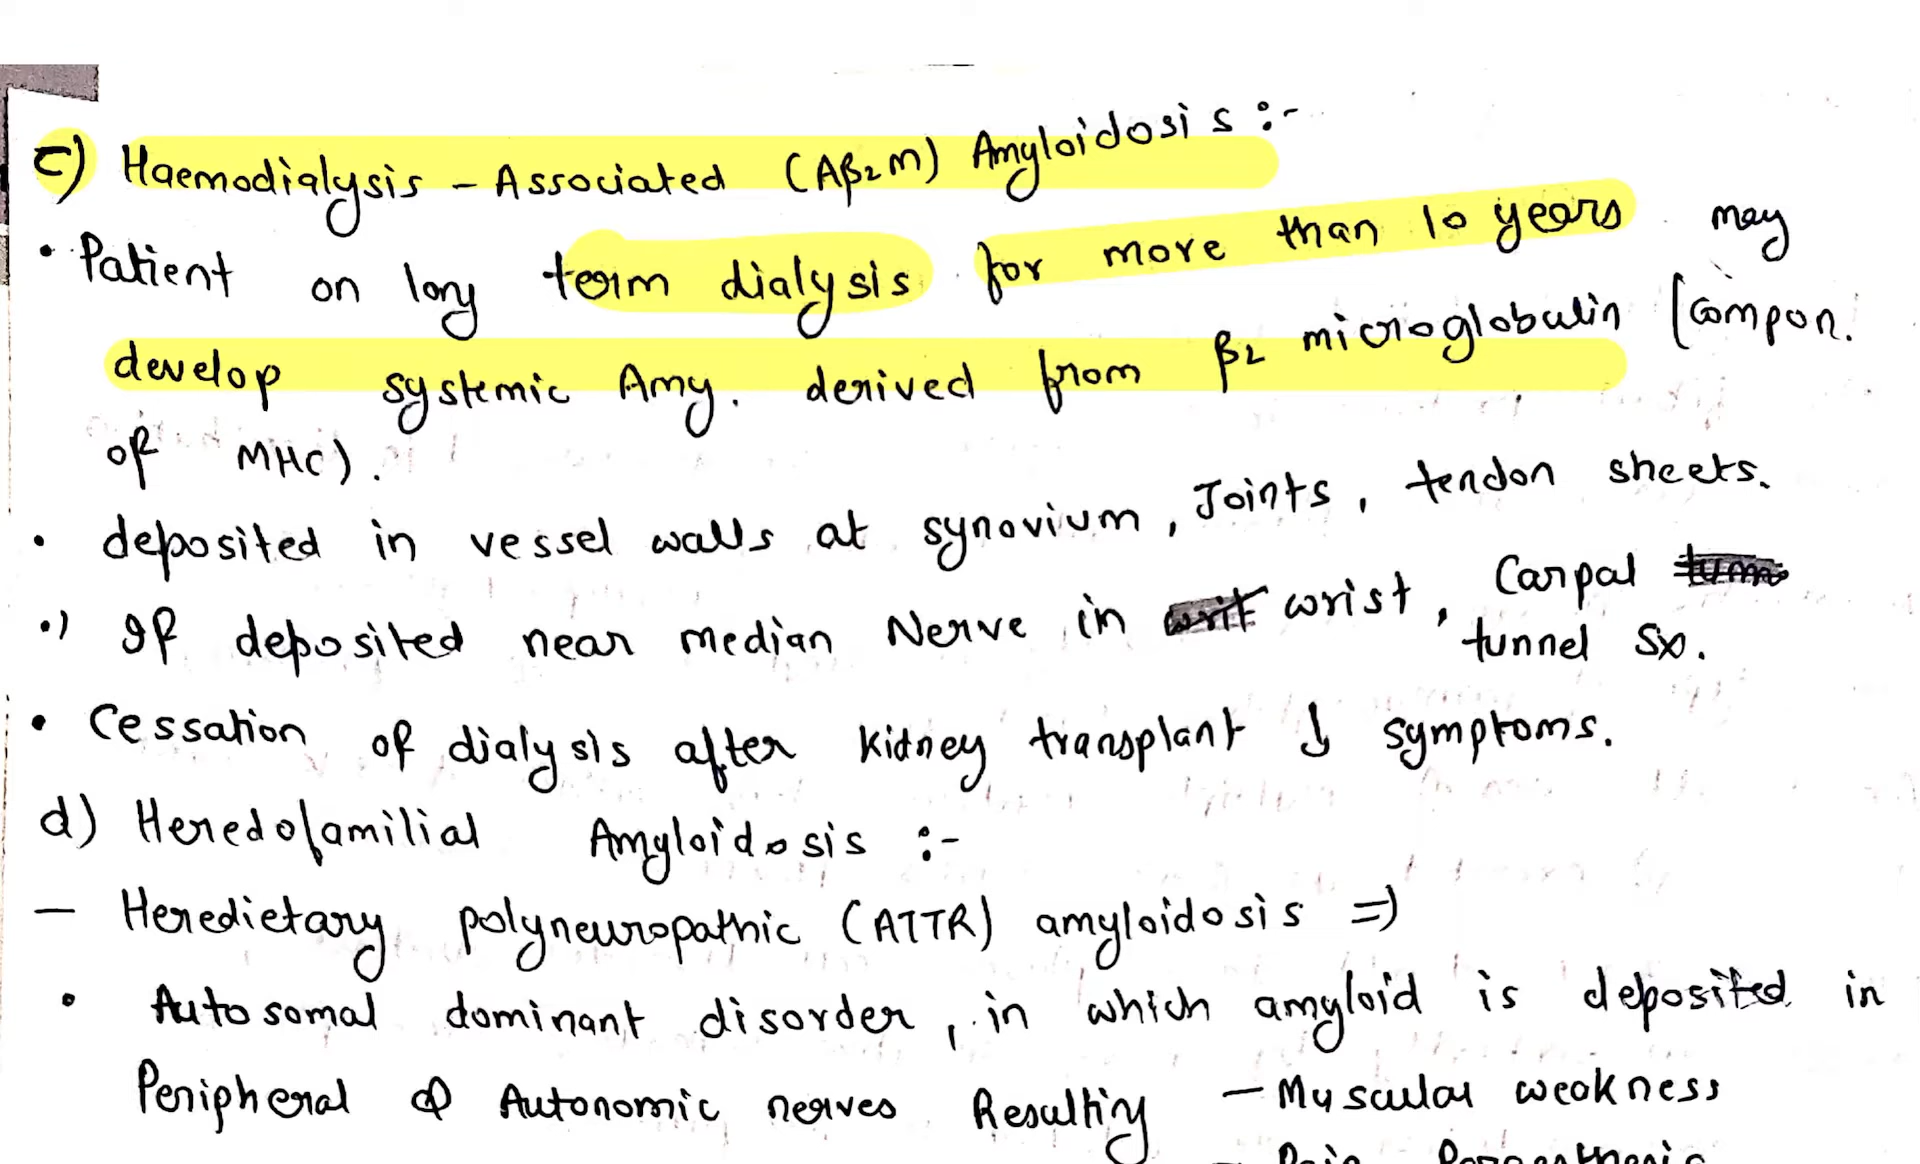 c) Haemodialysis - Associated (Aβ2M) Amyloidosis :-
• Patient on long term dialysis for more than 10 years may
develop systemic Amy. derived from β2 microglobulin (compon.
of MHC).
• deposited in vessel walls at synovium, Joints, tendon sheets.
•) If deposited near median Nerve in wrist, Carpal
tunnel Sx.
• Cessation of dialysis after kidney transplant ↓ symptoms.
d) Heredofamilial Amyloidosis :-
— Heredietary polyneuropathic (ATTR) amyloidosis =>
• Autosomal dominant disorder, in which amyloid is deposited in
Peripheral & Autonomic nerves Resulting - Muscular weakness
- Pain Paraesthesia